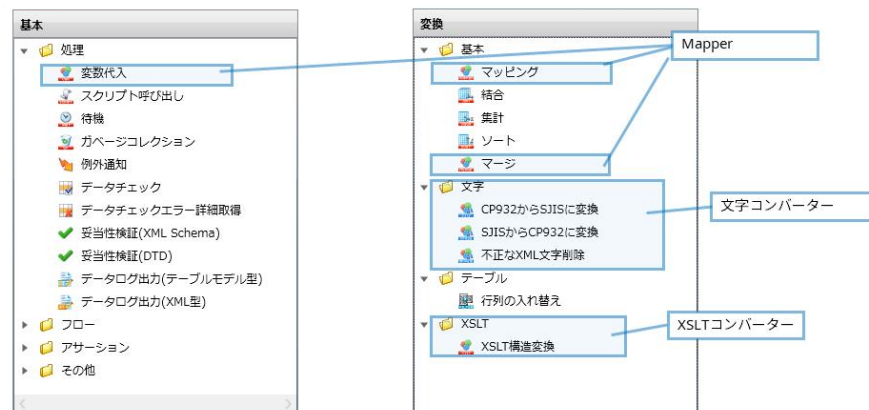 基本
処理
変数代入
スクリプト呼び出し
待機
ガベージコレクション
例外通知
データチェック
データチェックエラー詳細取得
妥当性検証(XML Schema)
妥当性検証(DTD)
データログ出力(テーブルモデル型)
データログ出力(XML型)
フロー
アサーション
その他
変換
基本
マッピング
結合
集計
ソート
マージ
文字
CP932からSJISに変換
SJISからCP932に変換
不正なXML文字削除
テーブル
行列の入れ替え
XSLT
XSLT構造変換
Mapper
文字コンバーター
XSLTコンバーター